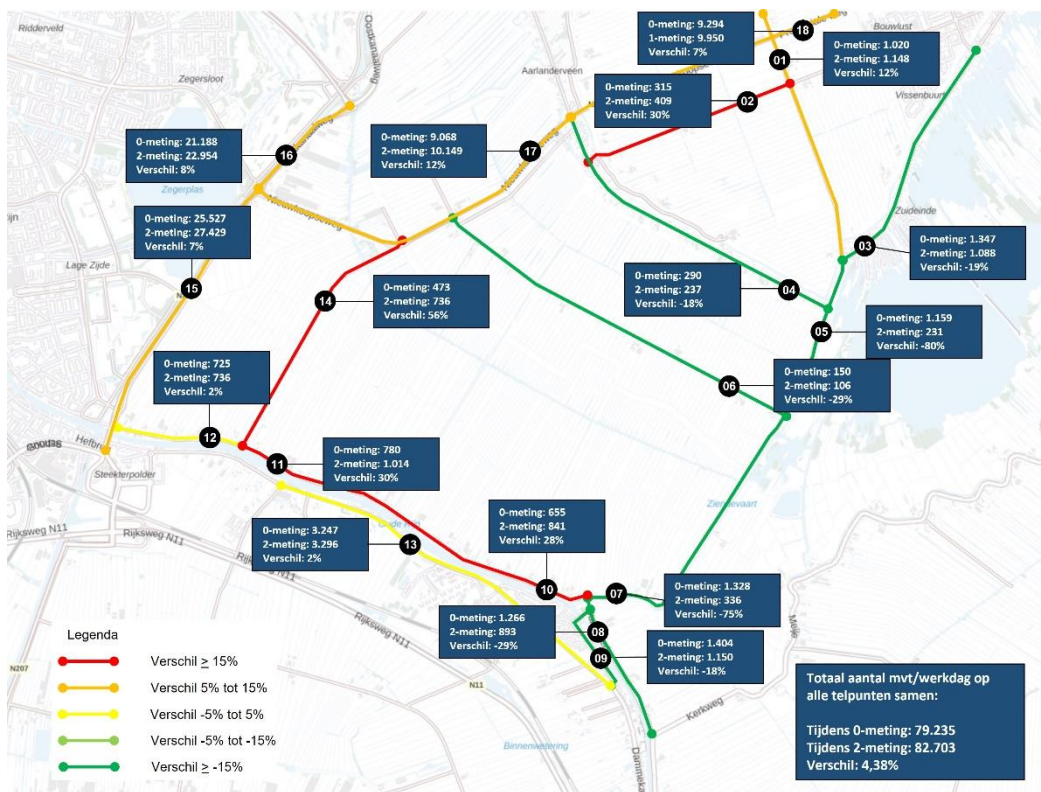 Ridderveld
Zegersloot
Oostkanaalweg
Aarlanderveen
0-meting: 9.294
1-meting: 9.950
Verschil: 7%
18
Bouwlust
01
0-meting: 1.020
2-meting: 1.148
Verschil: 12%
0-meting: 315
2-meting: 409
Verschil: 30%
02
Vissenbuurt
0-meting: 21.188
2-meting: 22.954
Verschil: 8%
16
0-meting: 9.068
2-meting: 10.149
Verschil: 12%
17
Zegerplas
Nieuwkoopseweg
Zuideinde
0-meting: 25.527
2-meting: 27.429
Verschil: 7%
Lage Zijde
15
03
0-meting: 1.347
2-meting: 1.088
Verschil: -19%
0-meting: 290
2-meting: 237
Verschil: -18%
04
0-meting: 473
2-meting: 736
Verschil: 56%
14
05
0-meting: 1.159
2-meting: 231
Verschil: -80%
0-meting: 725
2-meting: 736
Verschil: 2%
06
0-meting: 150
2-meting: 106
Verschil: -29%
12
Steekterpolder
11
0-meting: 780
2-meting: 1.014
Verschil: 30%
0-meting: 655
2-meting: 841
Verschil: 28%
Rijksweg N11
Rijksweg N11
Rijksweg N11
0-meting: 3.247
2-meting: 3.296
Verschil: 2%
13
10
07
0-meting: 1.328
2-meting: 336
Verschil: -75%
Meije
0-meting: 1.266
2-meting: 893
Verschil: -29%
08
09
0-meting: 1.404
2-meting: 1.150
Verschil: -18%
Rijksweg N11
N11
N207
Kerkweg
Binnenwetering
Legenda
Verschil ≥ 15%
Verschil 5% tot 15%
Verschil -5% tot 5%
Verschil -5% tot -15%
Verschil ≥ -15%
Totaal aantal mvt/werkdag op
alle telpunten samen:
Tijdens 0-meting: 79.235
Tijdens 2-meting: 82.703
Verschil: 4,38%